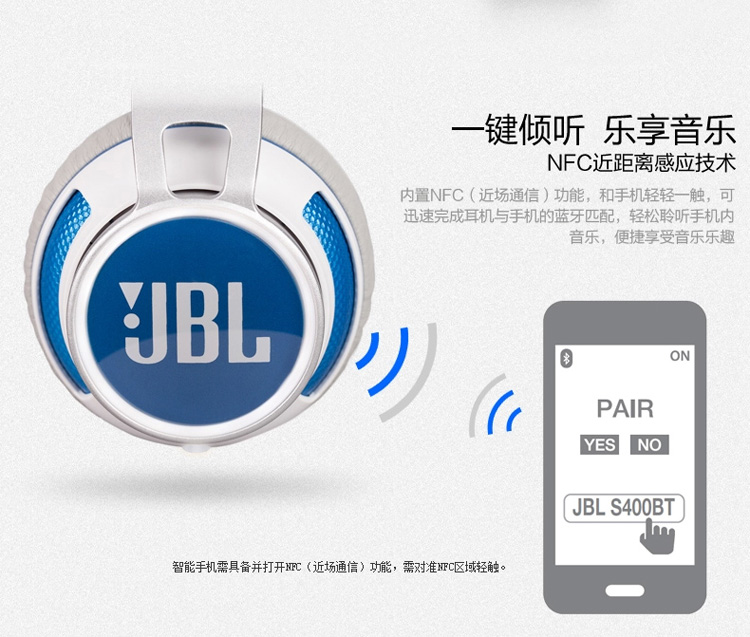 一键倾听 乐享音乐
NFC近距离感应技术
内置NFC（近场通信）功能，和手机轻轻一触，可
迅速完成耳机与手机的蓝牙匹配，轻松聆听手机内
音乐，便捷享受音乐乐趣
JBL
ON
PAIR
YES NO
JBL S400BT
智能手机需具备并打开NFC（近场通信）功能，需对准NFC区域轻触。